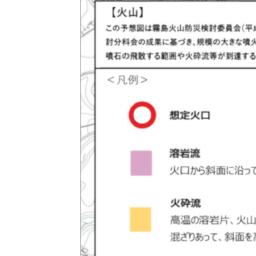 【火山】
この予想図は霧島火山防災検討委員会(平成
討分科会の成果に基づき、規模の大きな噴火
噴石の飛散する範囲や火砕流等が到達する
＜凡例＞
想定火口
溶岩流
火口から斜面に沿って
火砕流
高温の溶岩片、火山
混ざりあって、斜面を高